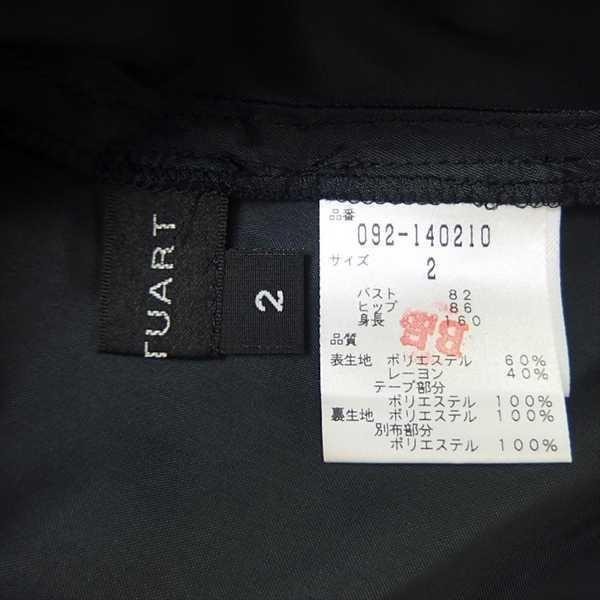 TUART
2
品番
092-140210
サイズ
2
バスト 82
ヒップ 86
身長 160
品質
表生地 ポリエステル 60%
レーヨン 40%
テープ部分
ポリエステル 100%
裏生地 ポリエステル 100%
別布部分
ポリエステル 100%